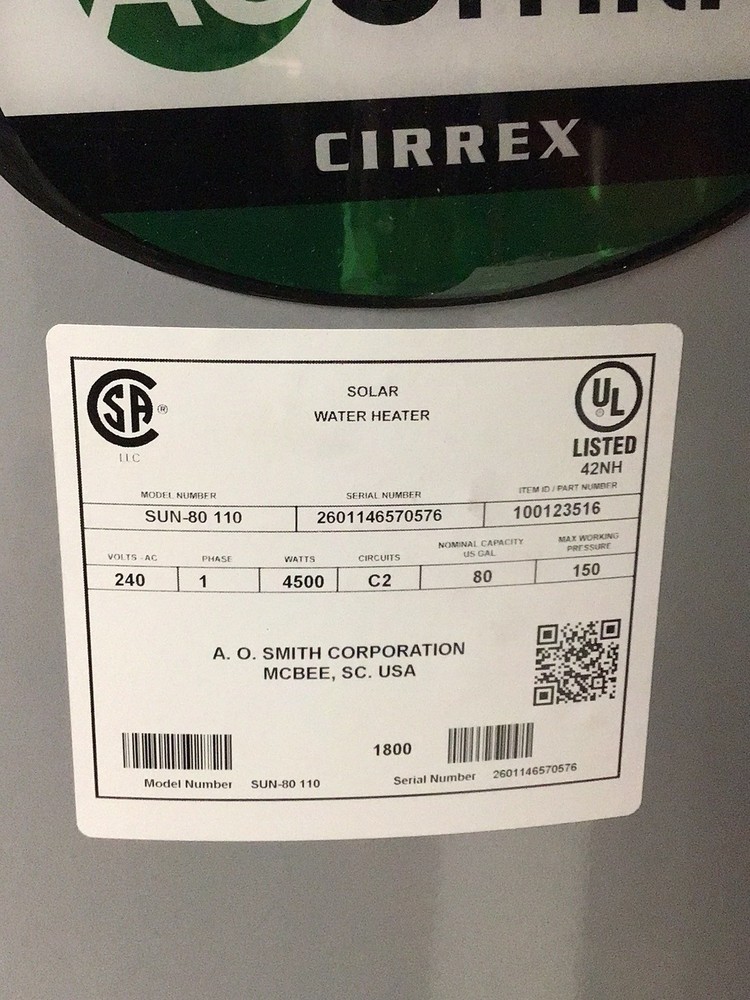 CIRREX
SA ®
LLC
SOLAR
WATER HEATER
UL ®
LISTED
42NH
MODEL NUMBER SERIAL NUMBER ITEM ID / PART NUMBER
SUN-80 110 2601146570576 100123516
VOLTS - AC PHASE WATTS CIRCUITS NOMINAL CAPACITY US GAL MAX WORKING PRESSURE
240 1 4500 C2 80 150
A. O. SMITH CORPORATION
MCBEE, SC. USA
1800
Model Number SUN-80 110 Serial Number 2601146570576